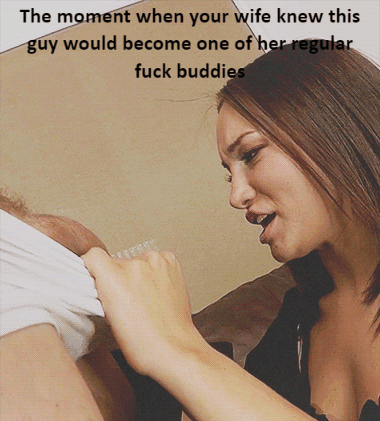 The moment when your wife knew this
guy would become one of her regular
fuck buddies